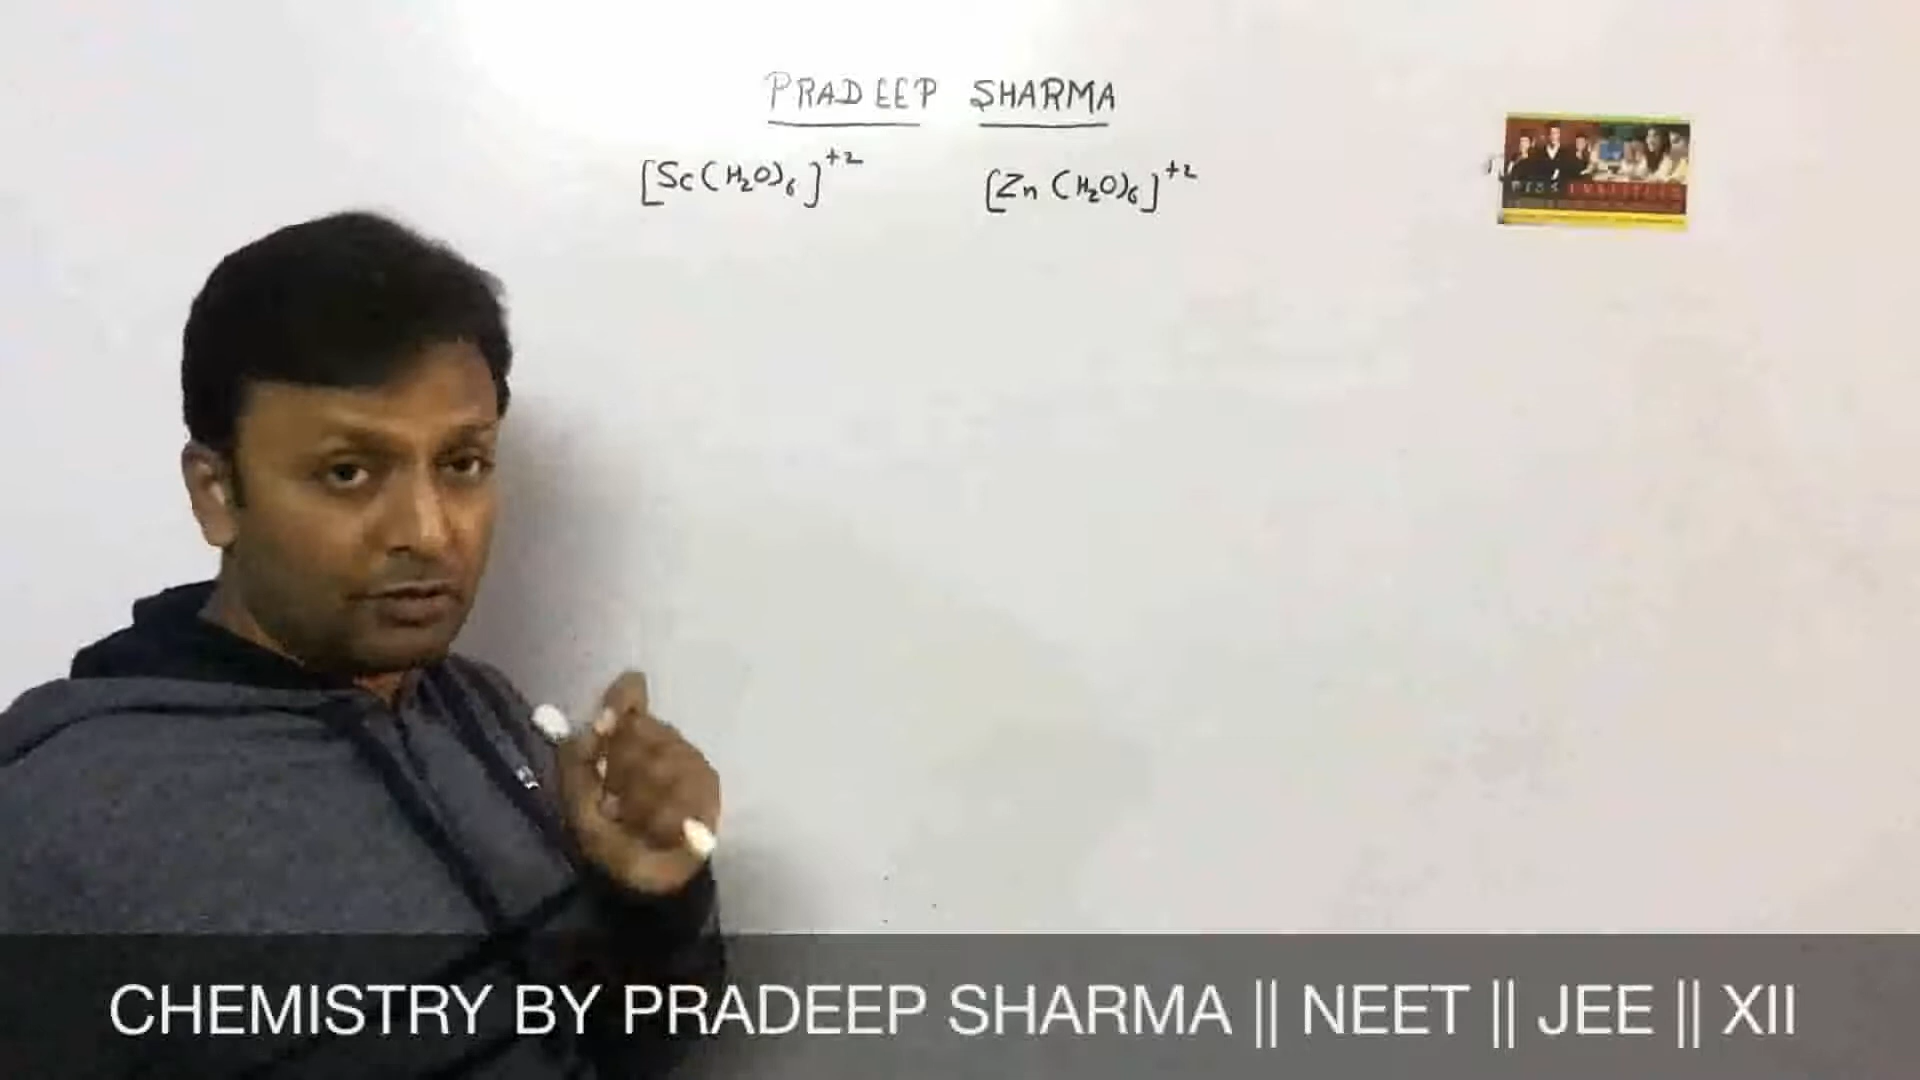 PRADEEP SHARMA
[Sc(H₂O)₆]⁺² [Zn(H₂O)₆]⁺²
CHEMISTRY BY PRADEEP SHARMA || NEET || JEE || XII